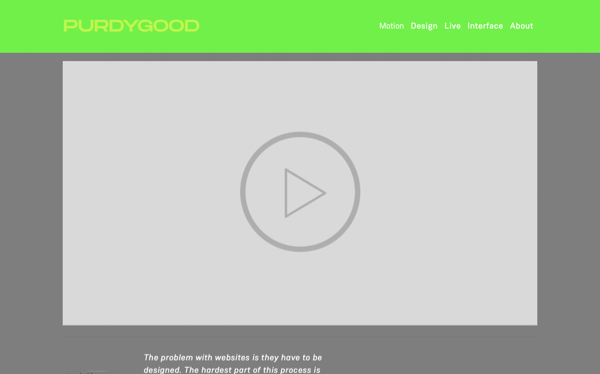 PURDYGOOD
Motion Design Live Interface About
The problem with websites is they have to be
designed. The hardest part of this process is